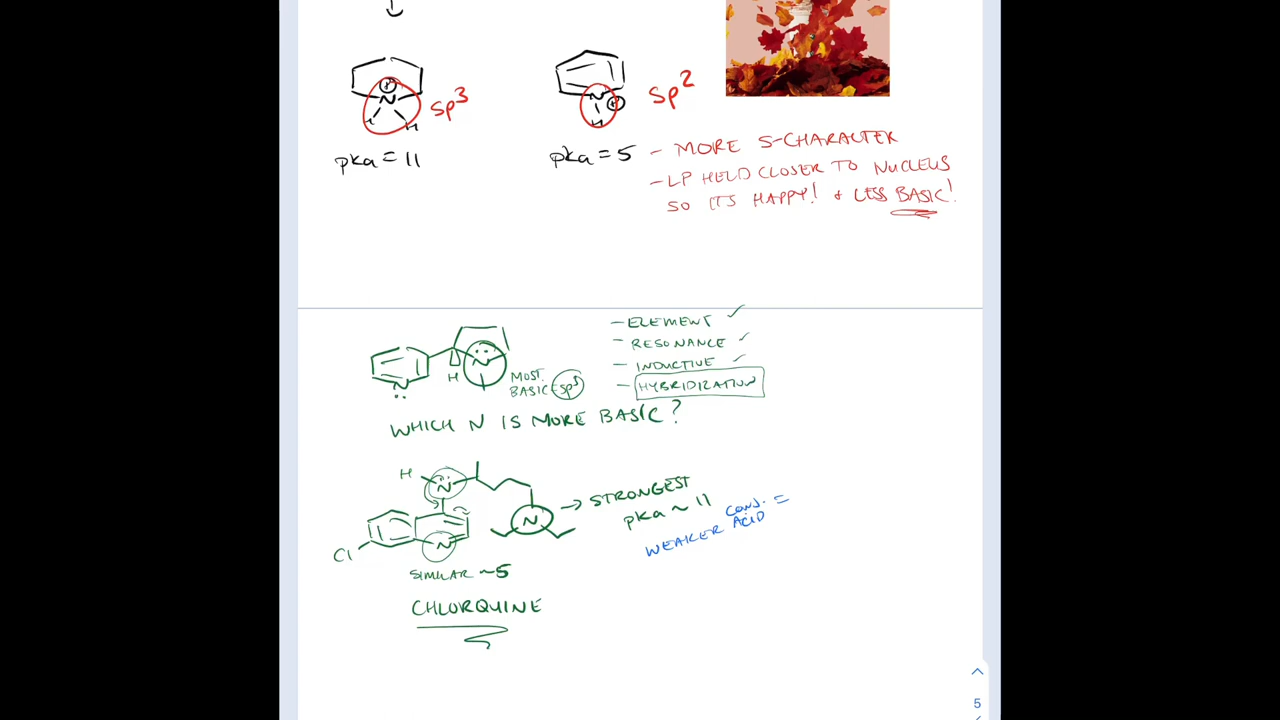 N
H
H
sp3
pka = 11
N
H
sp2
pka = 5
- MORE S-CHARACTER
- LP HELD CLOSER TO NUCLEUS
SO IT'S HAPPY! + LESS BASIC!
- ELEMENT ✓
- RESONANCE ✓
- INDUCTIVE ✓
- HYBRIDIZATION
N
H
N
MOST
BASIC = sp3
WHICH N IS MORE BASIC?
H
N
N
N
Cl
→ STRONGEST
pka ~ 11
WEAKER CONJ. ACID =
SIMILAR ~5
CHLORQUINE
5